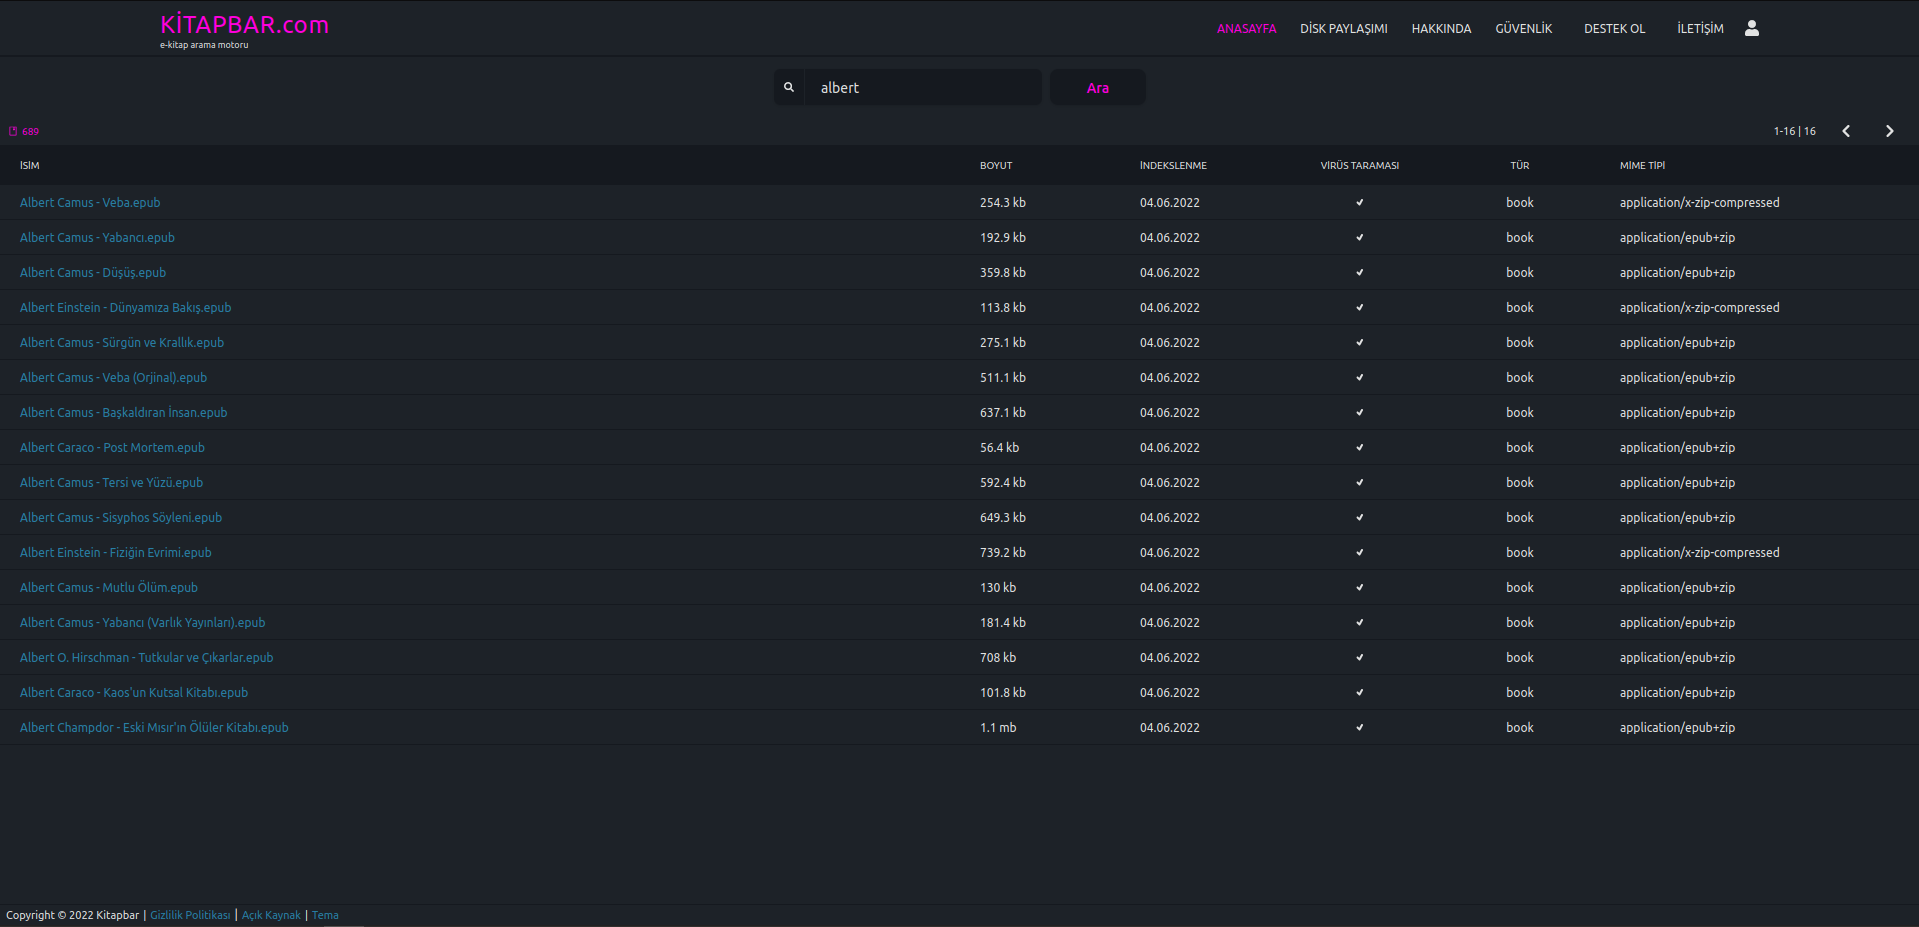 KİTAPBAR.com
e-kitap arama motoru
ANASAYFA DİSK PAYLAŞIMI HAKKINDA GÜVENLİK DESTEK OL İLETİŞİM
albert Ara
689 1-16 | 16
İSİM BOYUT İNDEKSLENME VİRÜS TARAMASI TÜR MİME TİPİ
Albert Camus - Veba.epub 254.3 kb 04.06.2022 ✓ book application/x-zip-compressed
Albert Camus - Yabancı.epub 192.9 kb 04.06.2022 ✓ book application/epub+zip
Albert Camus - Düşüş.epub 359.8 kb 04.06.2022 ✓ book application/epub+zip
Albert Einstein - Dünyamıza Bakış.epub 113.8 kb 04.06.2022 ✓ book application/x-zip-compressed
Albert Camus - Sürgün ve Krallık.epub 275.1 kb 04.06.2022 ✓ book application/epub+zip
Albert Camus - Veba (Orjinal).epub 511.1 kb 04.06.2022 ✓ book application/epub+zip
Albert Camus - Başkaldıran İnsan.epub 637.1 kb 04.06.2022 ✓ book application/epub+zip
Albert Caraco - Post Mortem.epub 56.4 kb 04.06.2022 ✓ book application/epub+zip
Albert Camus - Tersi ve Yüzü.epub 592.4 kb 04.06.2022 ✓ book application/epub+zip
Albert Camus - Sisyphos Söyleni.epub 649.3 kb 04.06.2022 ✓ book application/epub+zip
Albert Einstein - Fiziğin Evrimi.epub 739.2 kb 04.06.2022 ✓ book application/x-zip-compressed
Albert Camus - Mutlu Ölüm.epub 130 kb 04.06.2022 ✓ book application/epub+zip
Albert Camus - Yabancı (Varlık Yayınları).epub 181.4 kb 04.06.2022 ✓ book application/epub+zip
Albert O. Hirschman - Tutkular ve Çıkarlar.epub 708 kb 04.06.2022 ✓ book application/epub+zip
Albert Caraco - Kaos'un Kutsal Kitabı.epub 101.8 kb 04.06.2022 ✓ book application/epub+zip
Albert Champdor - Eski Mısır'ın Ölüler Kitabı.epub 1.1 mb 04.06.2022 ✓ book application/epub+zip
Copyright © 2022 Kitapbar | Gizlilik Politikası | Açık Kaynak | Tema